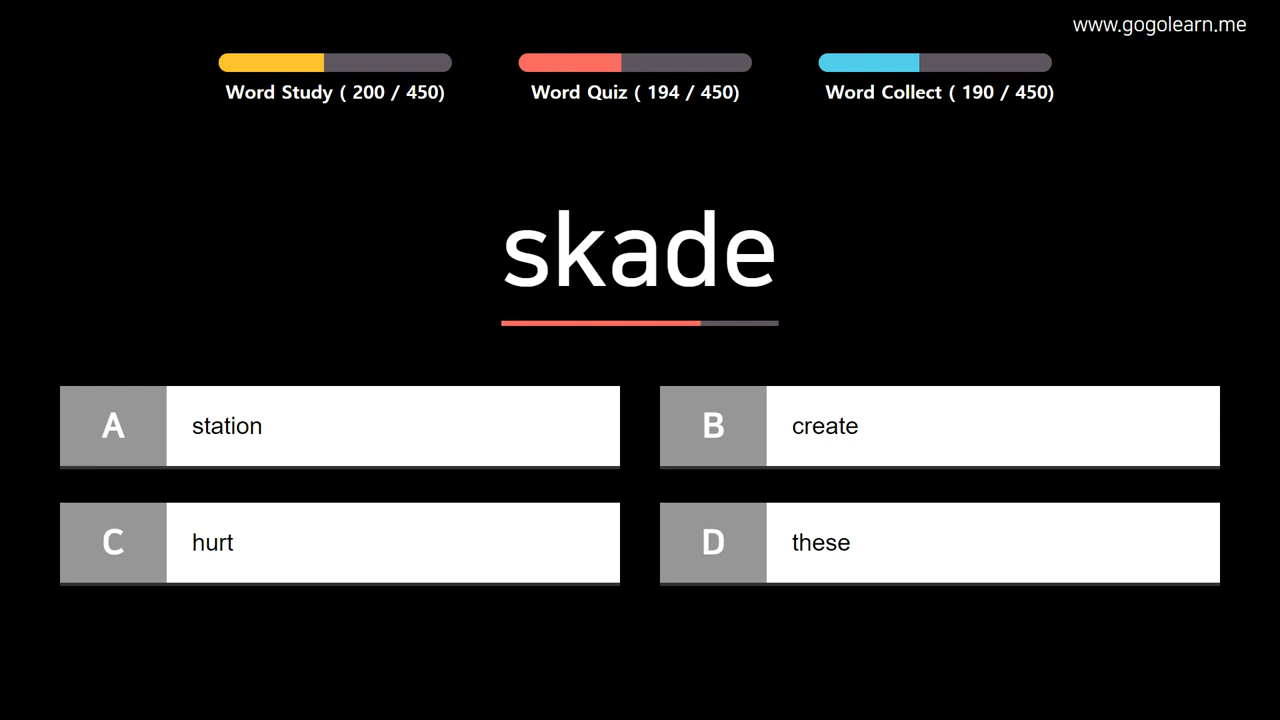 www.gogolearn.me
Word Study ( 200 / 450)
Word Quiz ( 194 / 450)
Word Collect ( 190 / 450)
skade
A station
B create
C hurt
D these